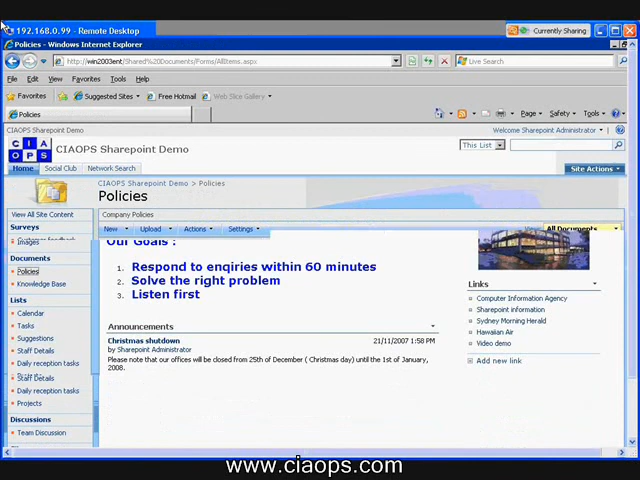 192.168.0.99 - Remote Desktop
Currently Sharing
Policies - Windows Internet Explorer
http://win2003ent/Shared%20Documents/Forms/AllItems.aspx
Live Search
File Edit View Favorites Tools Help
Favorites Suggested Sites Free Hotmail Web Slice Gallery
Policies
Page Safety Tools
CIAOPS Sharepoint Demo
Welcome Sharepoint Administrator
CIA
OPS
CIAOPS Sharepoint Demo
This List
Home Social Club Network Search
Site Actions
CIAOPS Sharepoint Demo > Policies
Policies
View All Site Content
Company Policies
New Upload Actions Settings
All Documents
Surveys
Images
Documents
Policies
Knowledge Base
Lists
Calendar
Tasks
Suggestions
Staff Details
Daily reception tasks
Staff Details
Daily reception tasks
Projects
Discussions
Team Discussion
Our Goals :
1. Respond to enqiries within 60 minutes
2. Solve the right problem
3. Listen first
Announcements
Christmas shutdown
21/11/2007 1:58 PM
by Sharepoint Administrator
Please note that our offices will be closed from 25th of December ( Christmas day) until the 1st of January,
2008.
Links
Computer Information Agency
Sharepoint information
Sydney Morning Herald
Hawaiian Air
Video demo
Add new link
www.ciaops.com